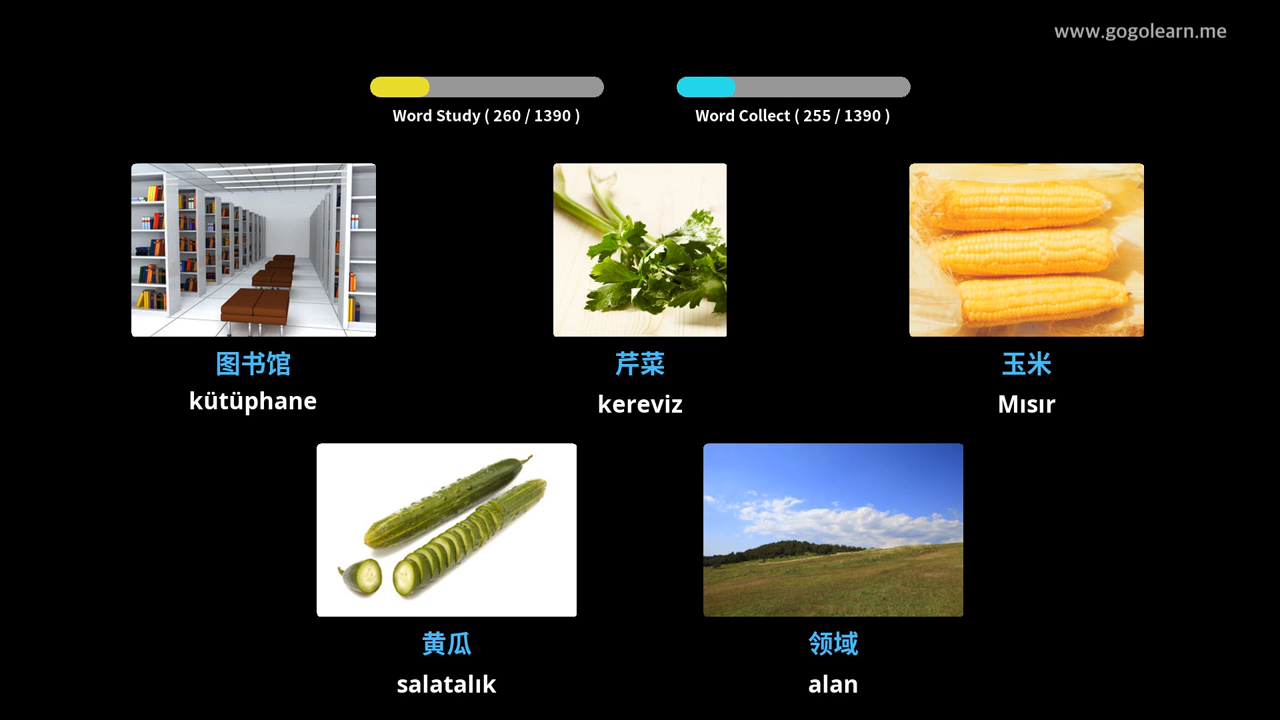 www.gogolearn.me
Word Study ( 260 / 1390 )
Word Collect ( 255 / 1390 )
图书馆
kütüphane
芹菜
kereviz
玉米
Mısır
黄瓜
salatalık
领域
alan